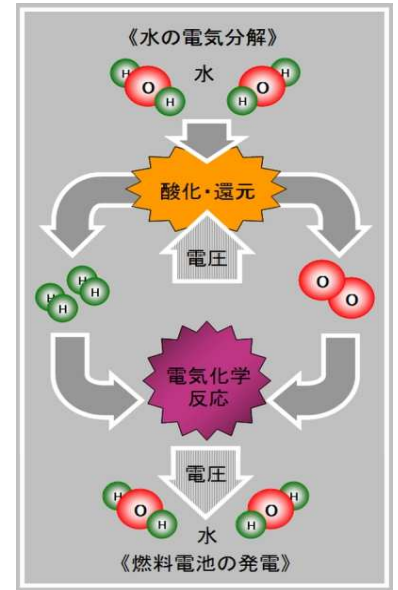 《水の電気分解》
H O H 水 H O H
酸化・還元
電圧
H H H H
O O
電気化学
反応
電圧
H O H H O H
水
《燃料電池の発電》